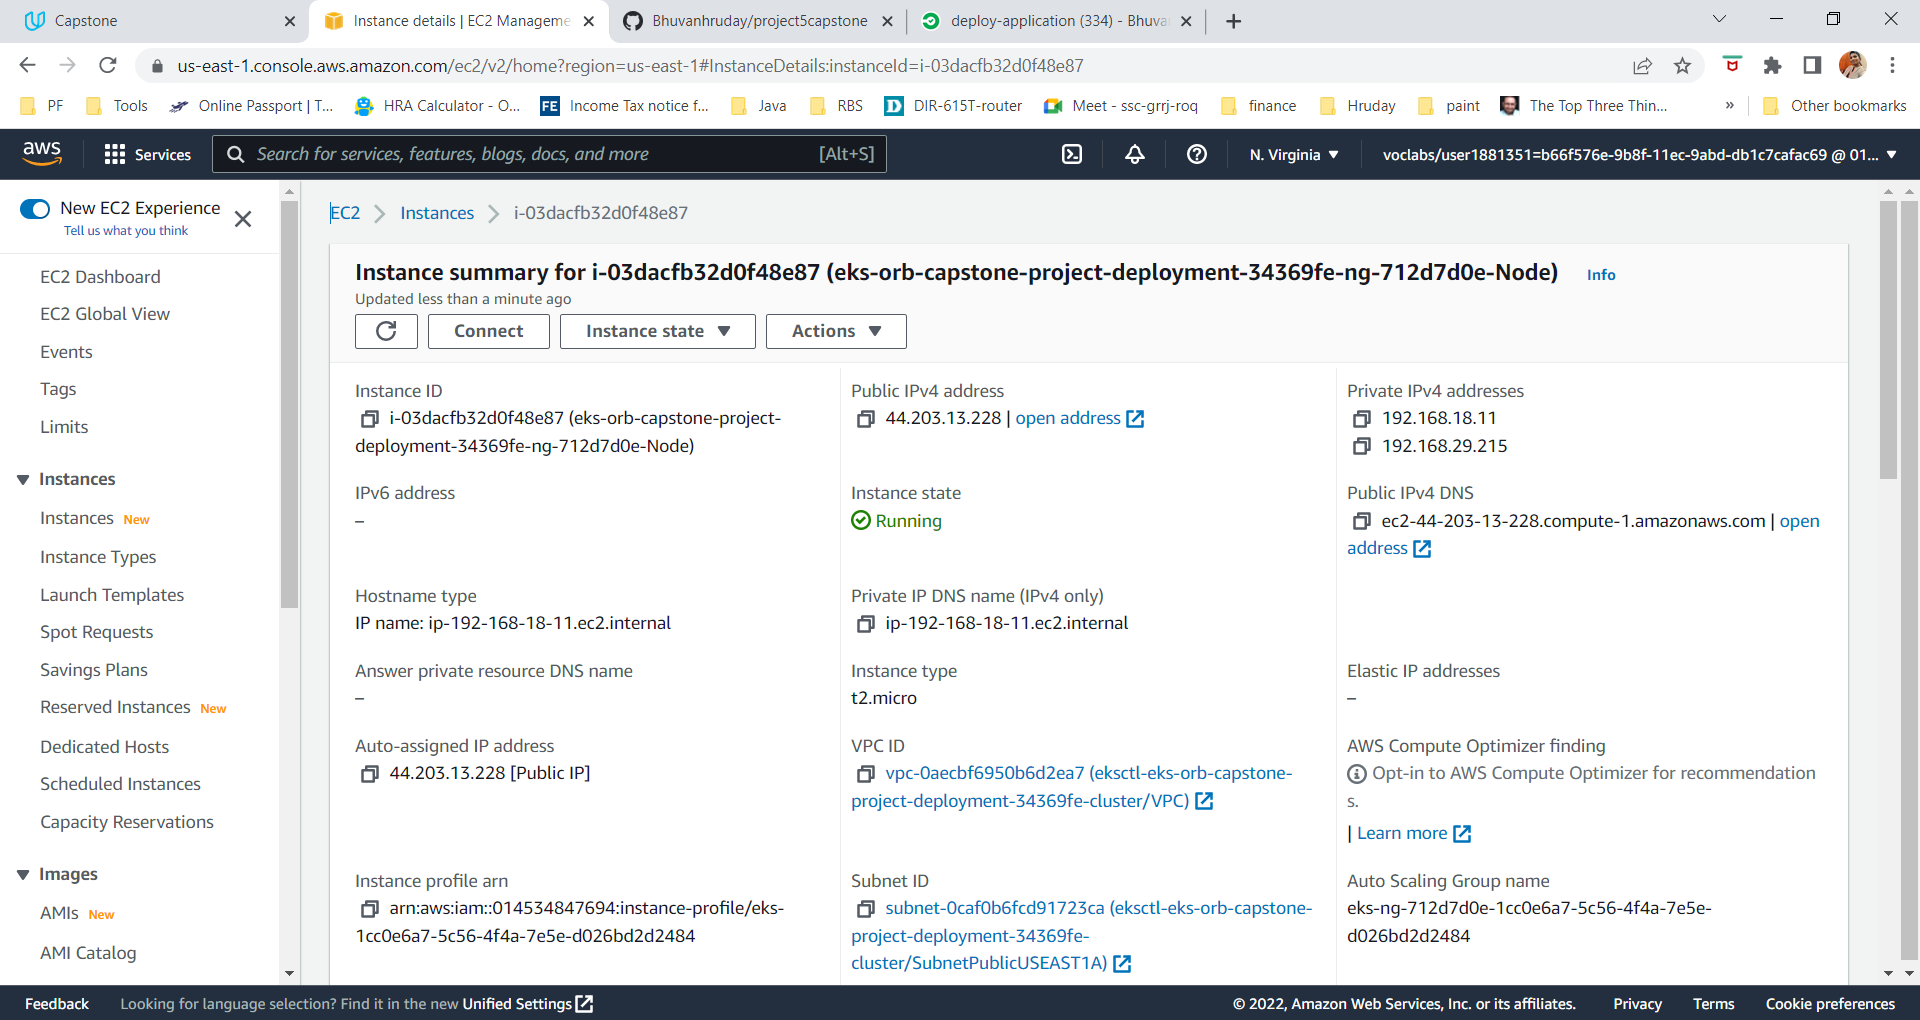 Capstone
Instance details | EC2 Manageme
Bhuvanhruday/project5capstone
deploy-application (334) - Bhuva
us-east-1.console.aws.amazon.com/ec2/v2/home?region=us-east-1#InstanceDetails:instanceId=i-03dacfb32d0f48e87
PF
Tools
Online Passport | T...
HRA Calculator - O...
FE
Income Tax notice f...
Java
RBS
D
DIR-615T-router
Meet - ssc-grrj-roq
finance
Hruday
paint
The Top Three Thin...
»
Other bookmarks
aws
Services
Search for services, features, blogs, docs, and more
[Alt+S]
N. Virginia
voclabs/user1881351=b66f576e-9b8f-11ec-9abd-db1c7cafac69 @ 01...
New EC2 Experience
Tell us what you think
EC2 Dashboard
EC2 Global View
Events
Tags
Limits
Instances
Instances New
Instance Types
Launch Templates
Spot Requests
Savings Plans
Reserved Instances New
Dedicated Hosts
Scheduled Instances
Capacity Reservations
Images
AMIs New
AMI Catalog
EC2
Instances
i-03dacfb32d0f48e87
Instance summary for i-03dacfb32d0f48e87 (eks-orb-capstone-project-deployment-34369fe-ng-712d7d0e-Node)
Info
Updated less than a minute ago
Connect
Instance state
Actions
Instance ID
i-03dacfb32d0f48e87 (eks-orb-capstone-project-
deployment-34369fe-ng-712d7d0e-Node)
Public IPv4 address
44.203.13.228 | open address
Private IPv4 addresses
192.168.18.11
192.168.29.215
IPv6 address
–
Instance state
Running
Public IPv4 DNS
ec2-44-203-13-228.compute-1.amazonaws.com | open
address
Hostname type
IP name: ip-192-168-18-11.ec2.internal
Private IP DNS name (IPv4 only)
ip-192-168-18-11.ec2.internal
Answer private resource DNS name
–
Instance type
t2.micro
Elastic IP addresses
–
Auto-assigned IP address
44.203.13.228 [Public IP]
VPC ID
vpc-0aecbf6950b6d2ea7 (eksctl-eks-orb-capstone-
project-deployment-34369fe-cluster/VPC)
AWS Compute Optimizer finding
Opt-in to AWS Compute Optimizer for recommendation
s.
| Learn more
Instance profile arn
arn:aws:iam::014534847694:instance-profile/eks-
1cc0e6a7-5c56-4f4a-7e5e-d026bd2d2484
Subnet ID
subnet-0caf0b6fcd91723ca (eksctl-eks-orb-capstone-
project-deployment-34369fe-
cluster/SubnetPublicUSEAST1A)
Auto Scaling Group name
eks-ng-712d7d0e-1cc0e6a7-5c56-4f4a-7e5e-
d026bd2d2484
Feedback
Looking for language selection? Find it in the new Unified Settings
© 2022, Amazon Web Services, Inc. or its affiliates.
Privacy
Terms
Cookie preferences